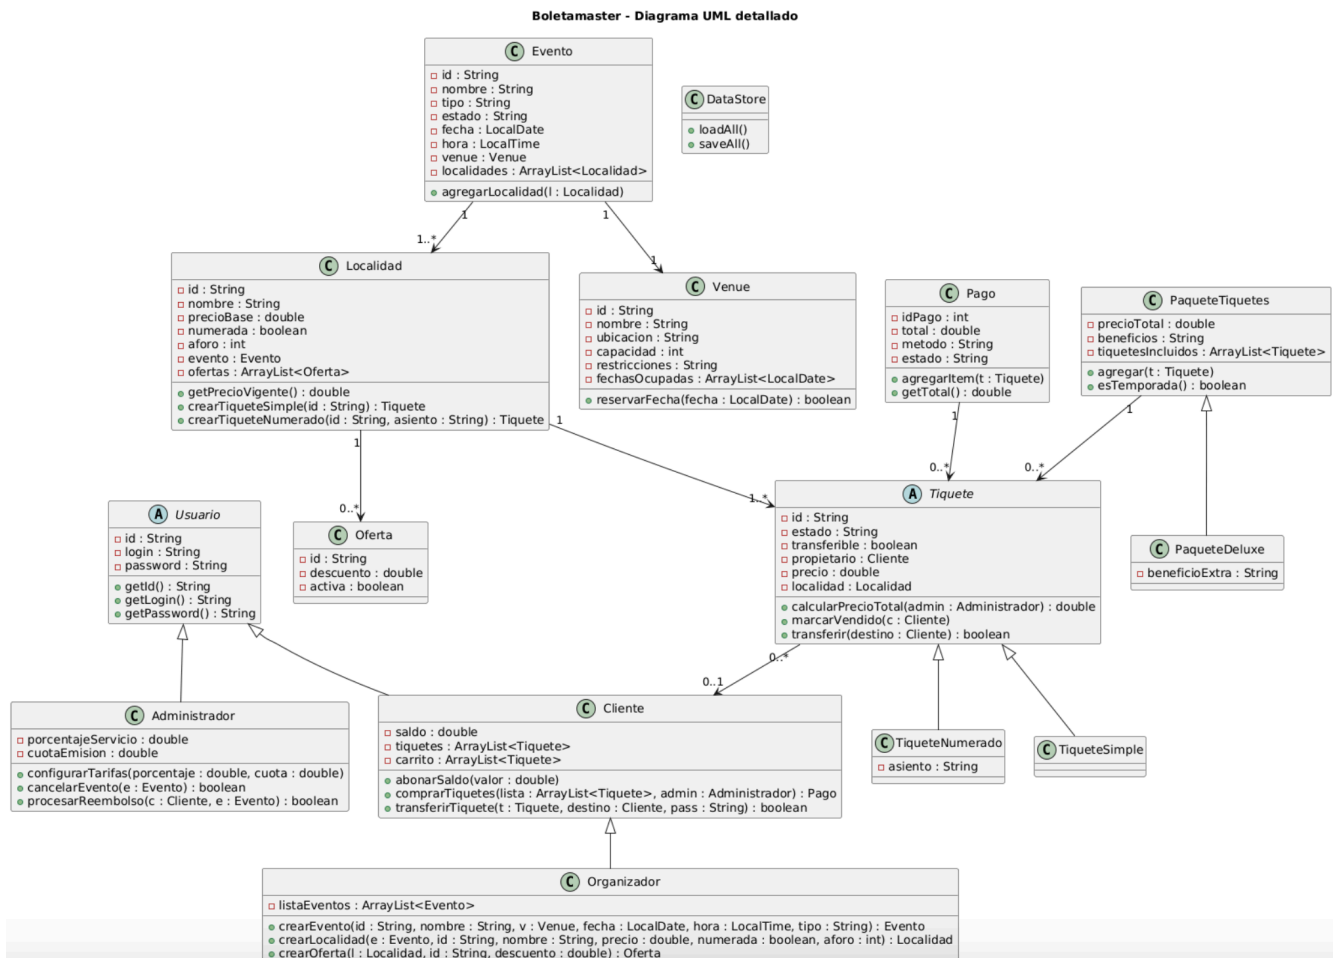 Boletamaster - Diagrama UML detallado
C Evento
id : String
nombre : String
tipo : String
estado : String
fecha : LocalDate
hora : LocalTime
venue : Venue
localidades : ArrayList<Localidad>
agregarLocalidad(l : Localidad)
C DataStore
loadAll()
saveAll()
1
1..*
1
1
C Localidad
id : String
nombre : String
precioBase : double
numerada : boolean
aforo : int
evento : Evento
ofertas : ArrayList<Oferta>
getPrecioVigente() : double
crearTiqueteSimple(id : String) : Tiquete
crearTiqueteNumerado(id : String, asiento : String) : Tiquete
C Venue
id : String
nombre : String
ubicacion : String
capacidad : int
restricciones : String
fechasOcupadas : ArrayList<LocalDate>
reservarFecha(fecha : LocalDate) : boolean
C Pago
idPago : int
total : double
metodo : String
estado : String
agregarItem(t : Tiquete)
getTotal() : double
C PaqueteTiquetes
precioTotal : double
beneficios : String
tiquetesIncluidos : ArrayList<Tiquete>
agregar(t : Tiquete)
esTemporada() : boolean
1
0..*
1
1..*
1
0..*
1
0..*
A Usuario
id : String
login : String
password : String
getId() : String
getLogin() : String
getPassword() : String
C Oferta
id : String
descuento : double
activa : boolean
A Tiquete
id : String
estado : String
transferible : boolean
propietario : Cliente
precio : double
localidad : Localidad
calcularPrecioTotal(admin : Administrador) : double
marcarVendido(c : Cliente)
transferir(destino : Cliente) : boolean
C PaqueteDeluxe
beneficioExtra : String
0..*
0..1
C Administrador
porcentajeServicio : double
cuotaEmision : double
configurarTarifas(porcentaje : double, cuota : double)
cancelarEvento(e : Evento) : boolean
procesarReembolso(c : Cliente, e : Evento) : boolean
C Cliente
saldo : double
tiquetes : ArrayList<Tiquete>
carrito : ArrayList<Tiquete>
abonarSaldo(valor : double)
comprarTiquetes(lista : ArrayList<Tiquete>, admin : Administrador) : Pago
transferirTiquete(t : Tiquete, destino : Cliente, pass : String) : boolean
C TiqueteNumerado
asiento : String
C TiqueteSimple
C Organizador
listaEventos : ArrayList<Evento>
crearEvento(id : String, nombre : String, v : Venue, fecha : LocalDate, hora : LocalTime, tipo : String) : Evento
crearLocalidad(e : Evento, id : String, nombre : String, precio : double, numerada : boolean, aforo : int) : Localidad
crearOferta(l : Localidad, id : String, descuento : double) : Oferta